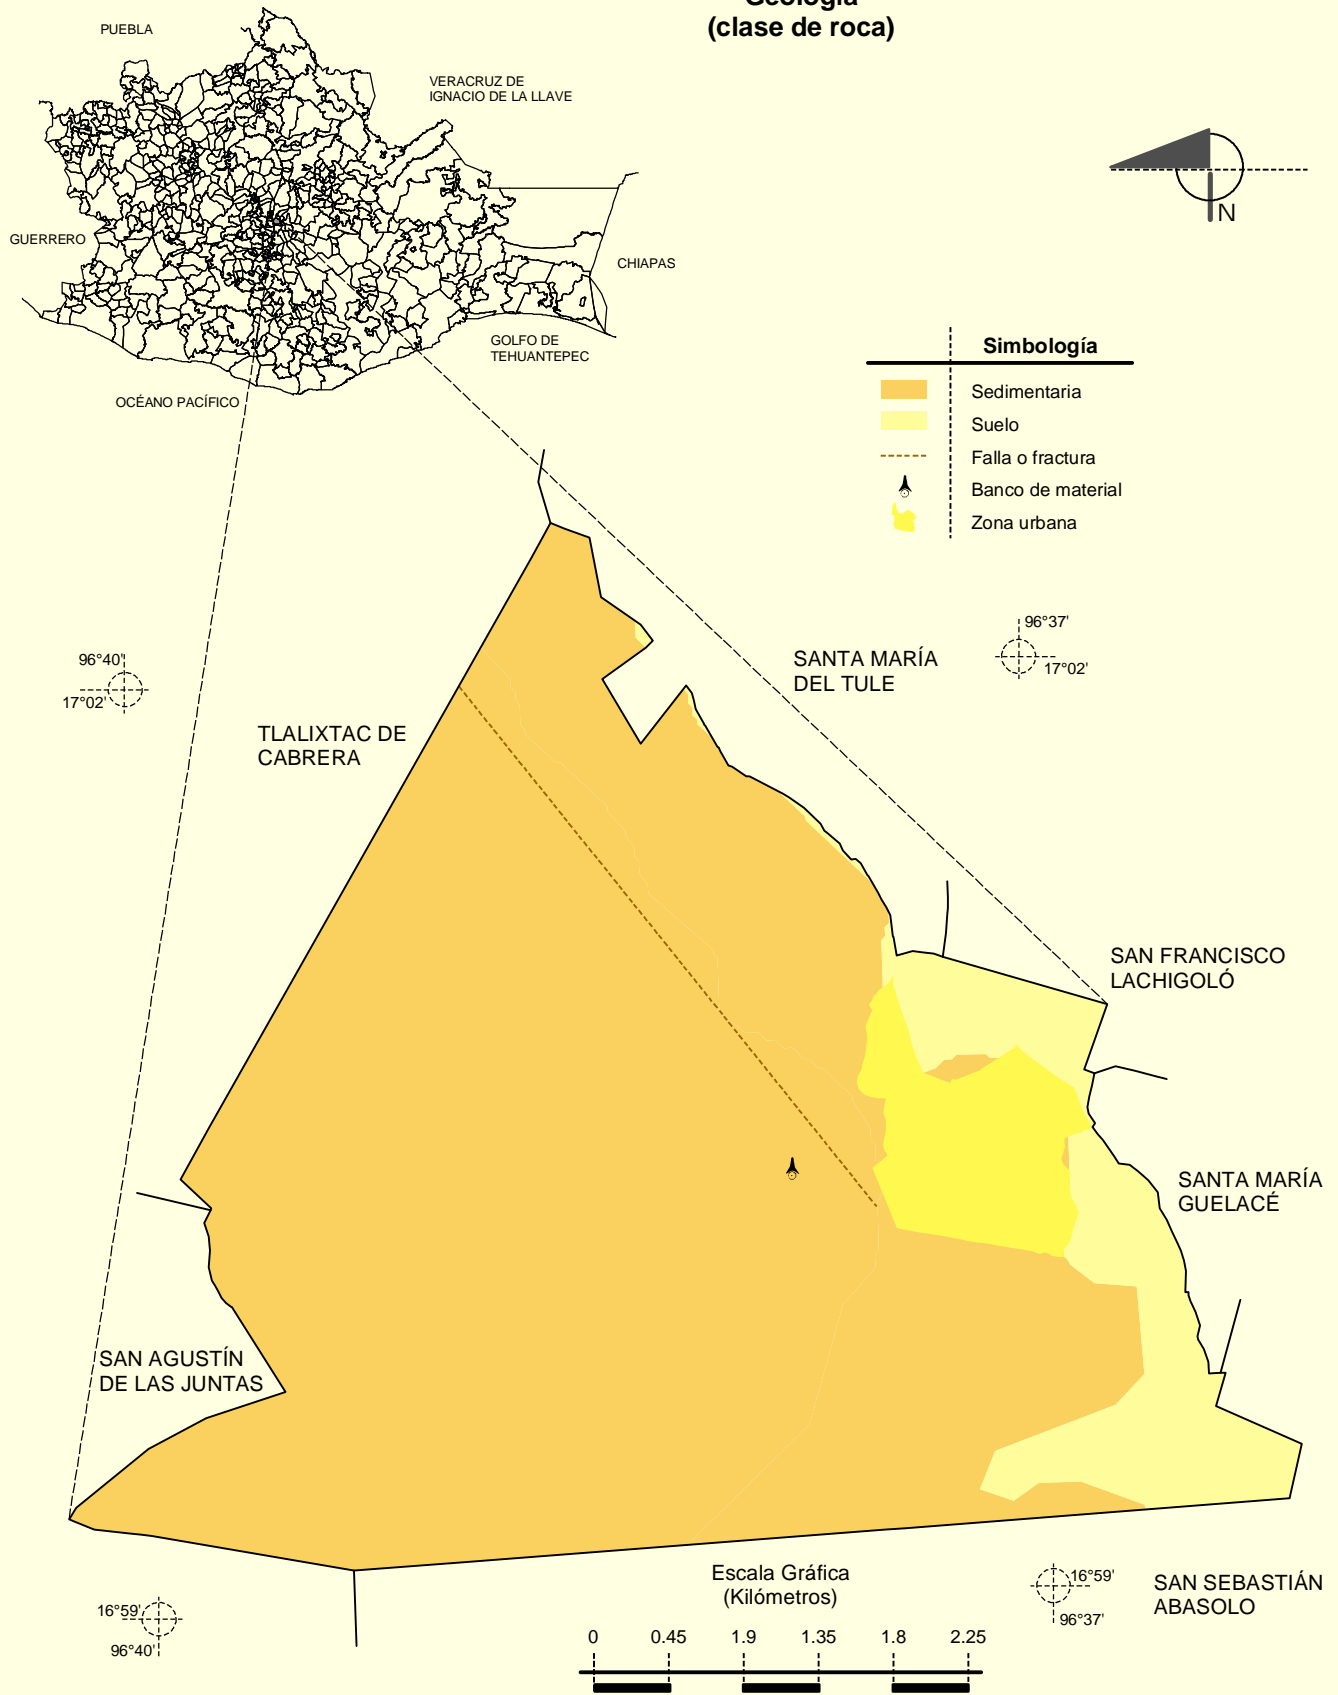 Geología
(clase de roca)
PUEBLA
VERACRUZ DE
IGNACIO DE LA LLAVE
GUERRERO
CHIAPAS
GOLFO DE
TEHUANTEPEC
OCÉANO PACÍFICO
N
Simbología
Sedimentaria
Suelo
Falla o fractura
Banco de material
Zona urbana
96°40'
17°02'
96°37'
17°02'
SANTA MARÍA
DEL TULE
TLALIXTAC DE
CABRERA
SAN FRANCISCO
LACHIGOLÓ
SANTA MARÍA
GUELACÉ
SAN AGUSTÍN
DE LAS JUNTAS
16°59'
96°40'
Escala Gráfica
(Kilómetros)
0 0.45 1.9 1.35 1.8 2.25
16°59'
96°37'
SAN SEBASTIÁN
ABASOLO